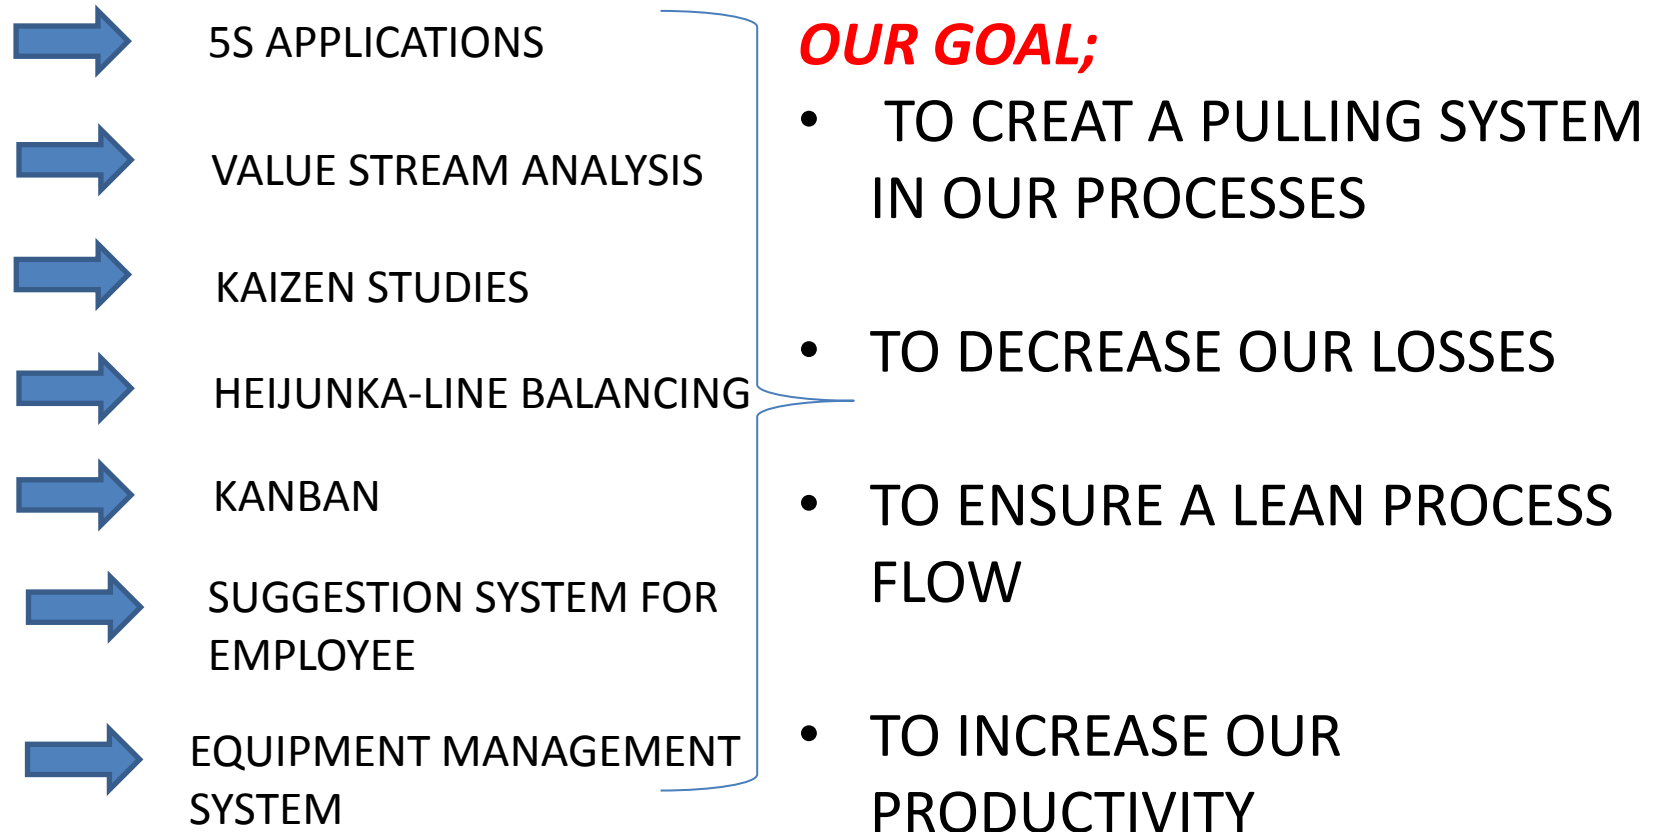 5S APPLICATIONS
VALUE STREAM ANALYSIS
KAIZEN STUDIES
HEIJUNKA-LINE BALANCING
KANBAN
SUGGESTION SYSTEM FOR
EMPLOYEE
EQUIPMENT MANAGEMENT
SYSTEM
OUR GOAL;
• TO CREAT A PULLING SYSTEM
IN OUR PROCESSES
• TO DECREASE OUR LOSSES
• TO ENSURE A LEAN PROCESS
FLOW
• TO INCREASE OUR
PRODUCTIVITY